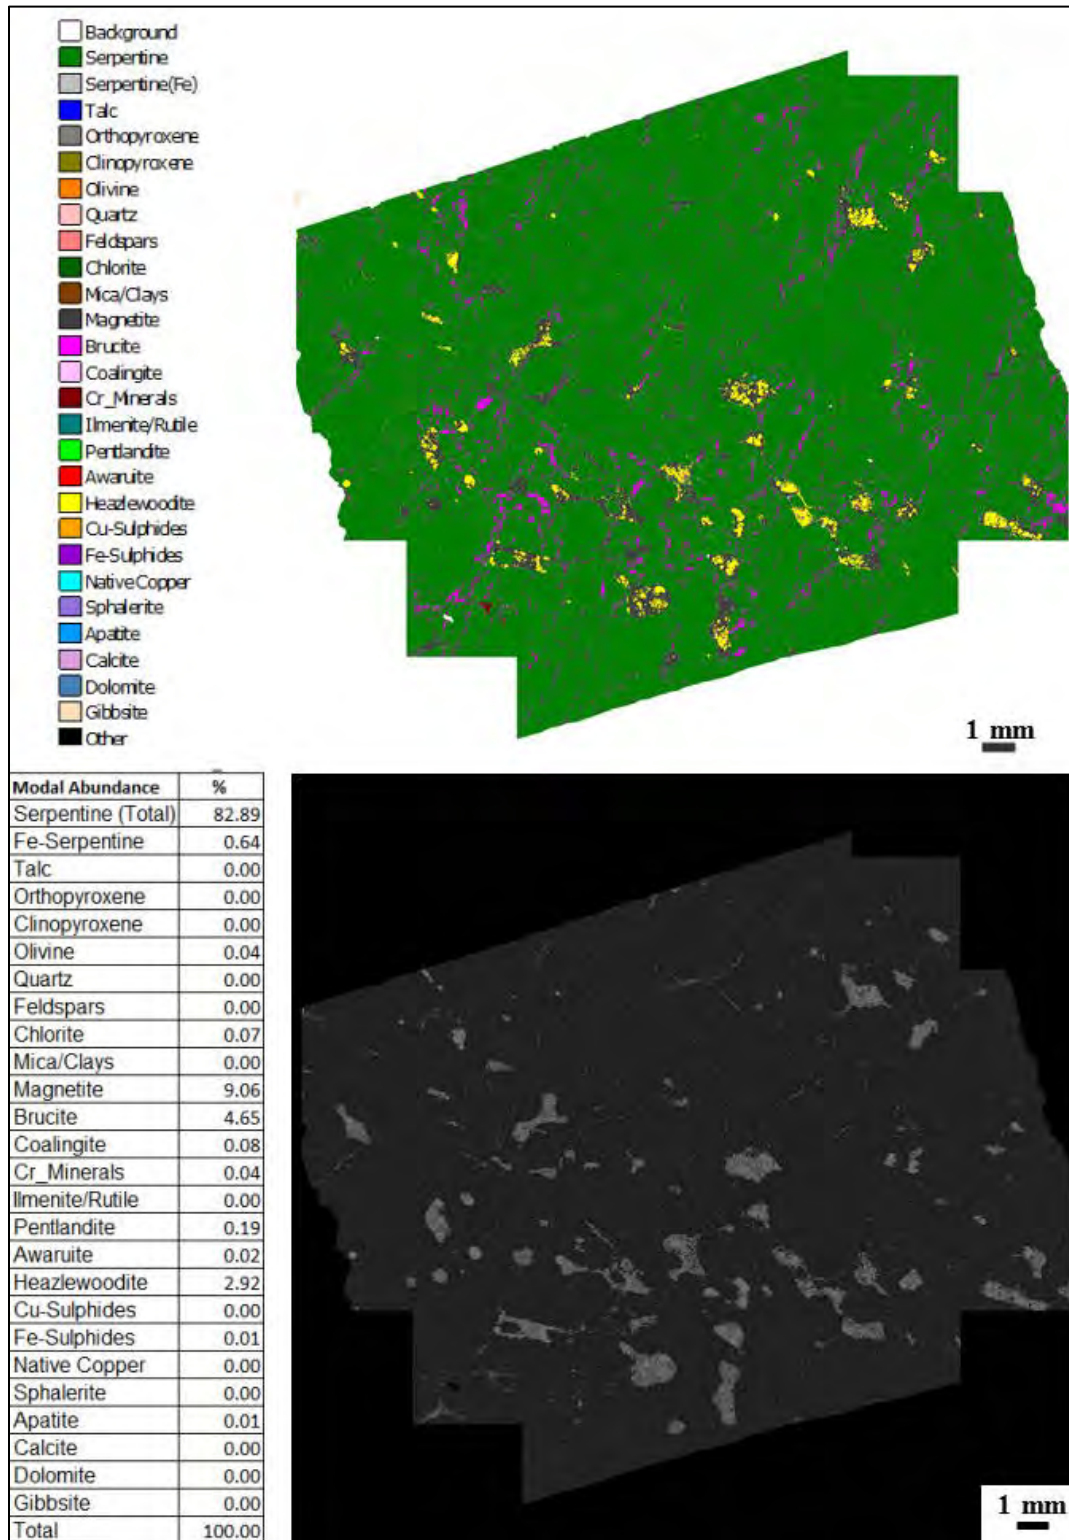 Background
Serpentine
Serpentine(Fe)
Talc
Orthopyroxene
Clinopyroxene
Olivine
Quartz
Feldspars
Chlorite
Mica/Clays
Magnetite
Brucite
Coalingite
Cr_Minerals
Ilmenite/Rutile
Pentlandite
Awaruite
Heazlewoodite
Cu-Sulphides
Fe-Sulphides
Native Copper
Sphalerite
Apatite
Calcite
Dolomite
Gibbsite
Other
1 mm
Modal Abundance %
Serpentine (Total) 82.89
Fe-Serpentine 0.64
Talc 0.00
Orthopyroxene 0.00
Clinopyroxene 0.00
Olivine 0.04
Quartz 0.00
Feldspars 0.00
Chlorite 0.07
Mica/Clays 0.00
Magnetite 9.06
Brucite 4.65
Coalingite 0.08
Cr_Minerals 0.04
Ilmenite/Rutile 0.00
Pentlandite 0.19
Awaruite 0.02
Heazlewoodite 2.92
Cu-Sulphides 0.00
Fe-Sulphides 0.01
Native Copper 0.00
Sphalerite 0.00
Apatite 0.01
Calcite 0.00
Dolomite 0.00
Gibbsite 0.00
Total 100.00
1 mm